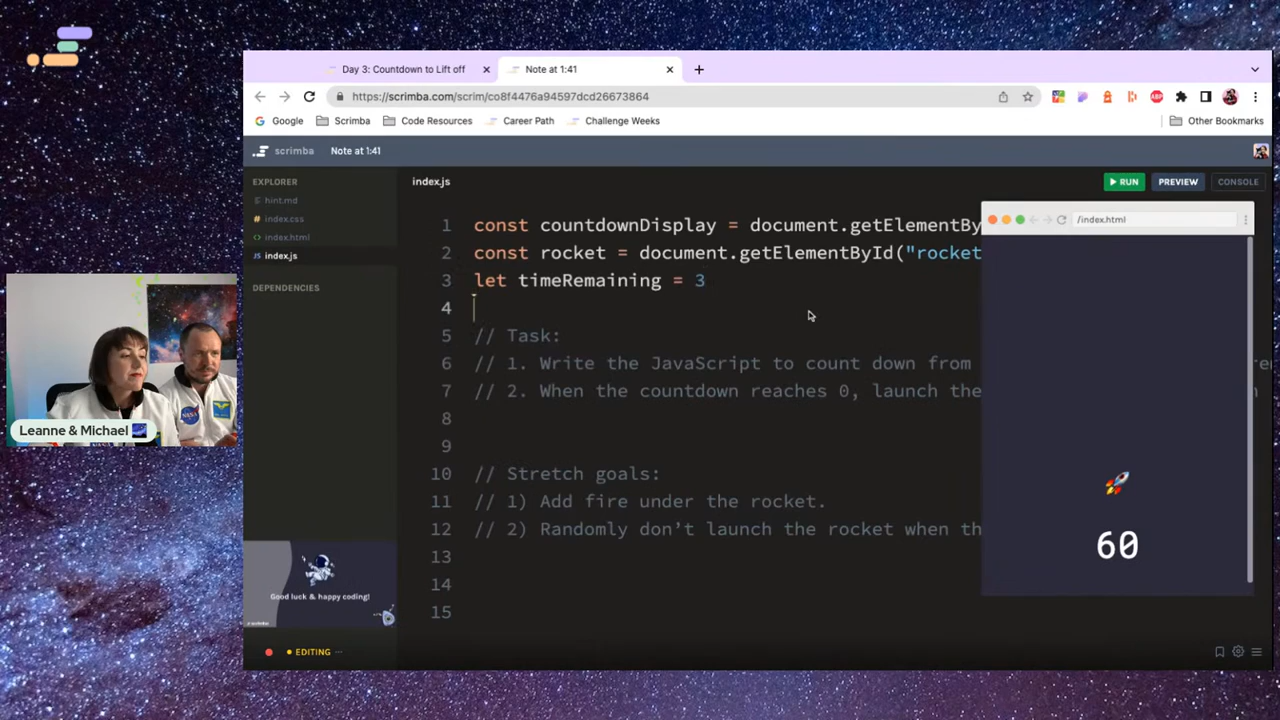 Day 3: Countdown to Lift off
Note at 1:41
https://scrimba.com/scrim/co8f4476a94597dcd26673864
Google
Scrimba
Code Resources
Career Path
Challenge Weeks
Other Bookmarks
scrimba
Note at 1:41
EXPLORER
hint.md
index.css
index.html
index.js
DEPENDENCIES
index.js
RUN
PREVIEW
CONSOLE
1 const countdownDisplay = document.getElementBy
2 const rocket = document.getElementById("rocket
3 let timeRemaining = 3
4
5 // Task:
6 // 1. Write the JavaScript to count down from
7 // 2. When the countdown reaches 0, launch the
8
9
10 // Stretch goals:
11 // 1) Add fire under the rocket.
12 // 2) Randomly don’t launch the rocket when th
13
14
15
/index.html
60
Leanne & Michael
NASA
NASA
Good luck & happy coding!
EDITING
ABP